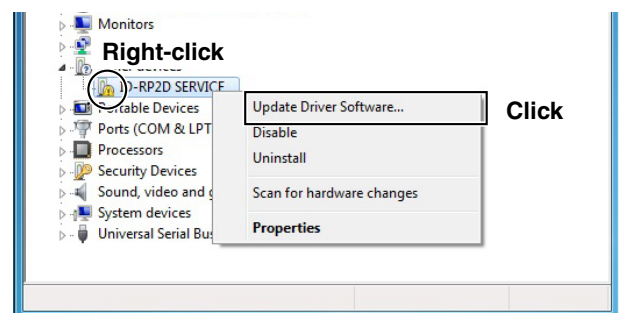 Monitors
Right-click
devices
ID-RP2D SERVICE
Portable Devices
Update Driver Software...
Click
Ports (COM & LPT
Disable
Processors
Uninstall
Security Devices
Sound, video and g
Scan for hardware changes
System devices
Properties
Universal Serial Bus